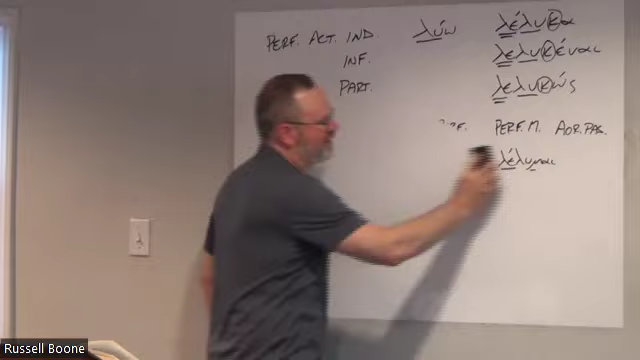 PERF. ACT. IND. λύω λέλυκα
INF. λελυκέναι
PART. λελυκώς
PERF. M. AOR. PAS.
λέλυμαι
Russell Boone